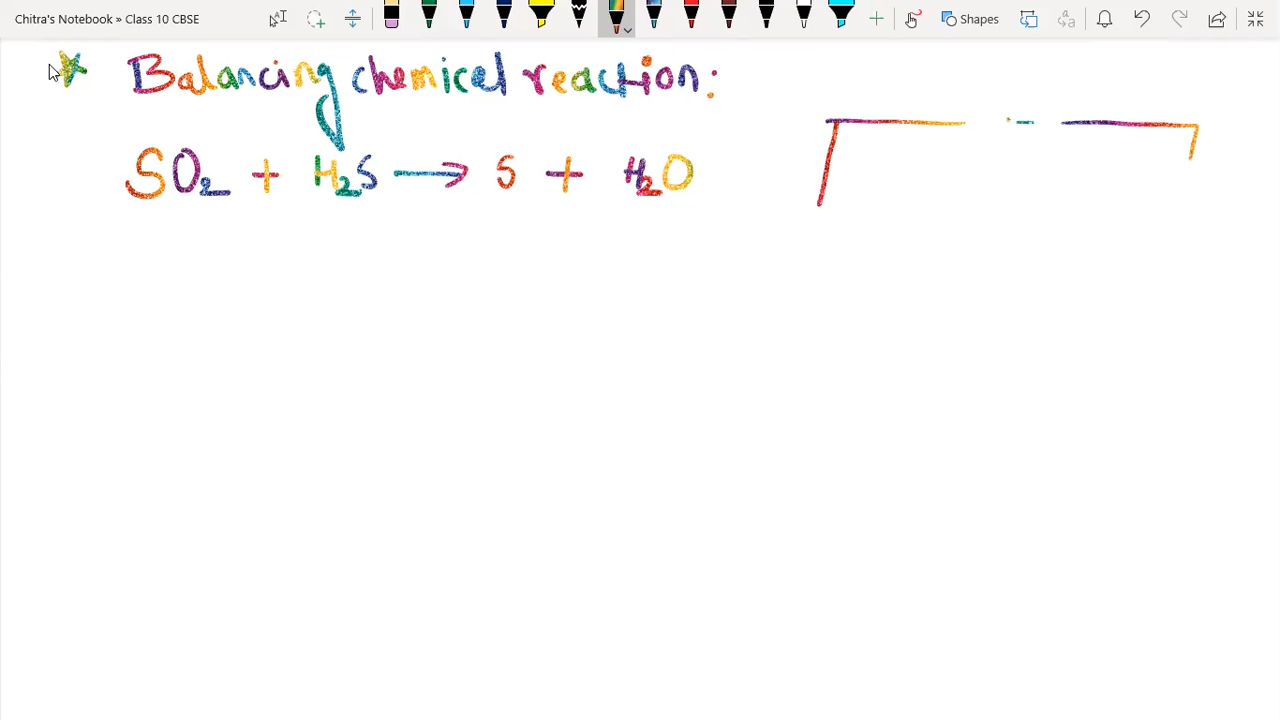 Chitra's Notebook » Class 10 CBSE
Shapes
Balancing chemical reaction:
SO₂ + H₂S → S + H₂O